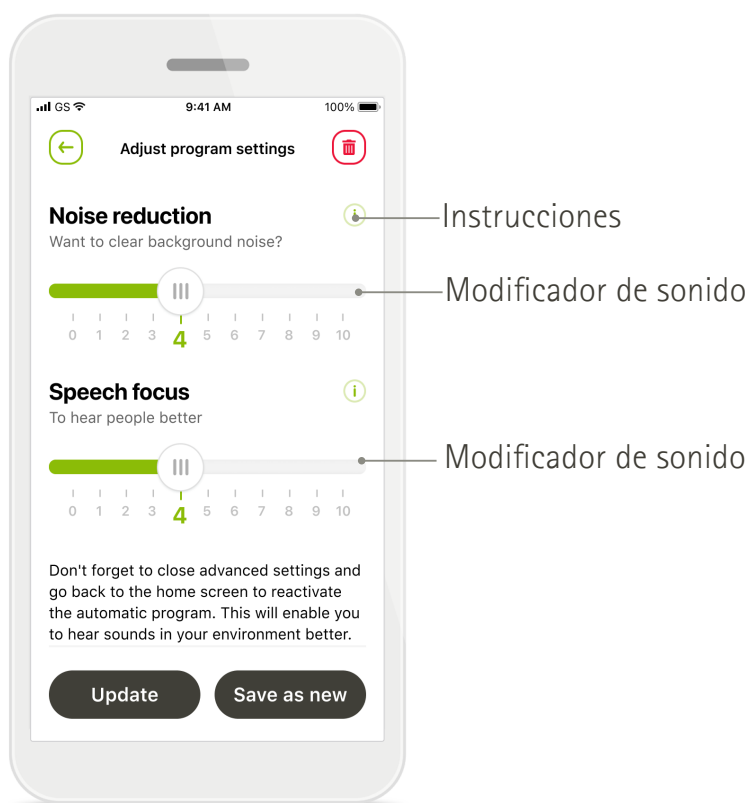 GS 9:41 AM 100%
Adjust program settings
Noise reduction
Instrucciones
Want to clear background noise?
Modificador de sonido
0 1 2 3 4 5 6 7 8 9 10
Speech focus
To hear people better
Modificador de sonido
0 1 2 3 4 5 6 7 8 9 10
Don't forget to close advanced settings and
go back to the home screen to reactivate
the automatic program. This will enable you
to hear sounds in your environment better.
Update Save as new